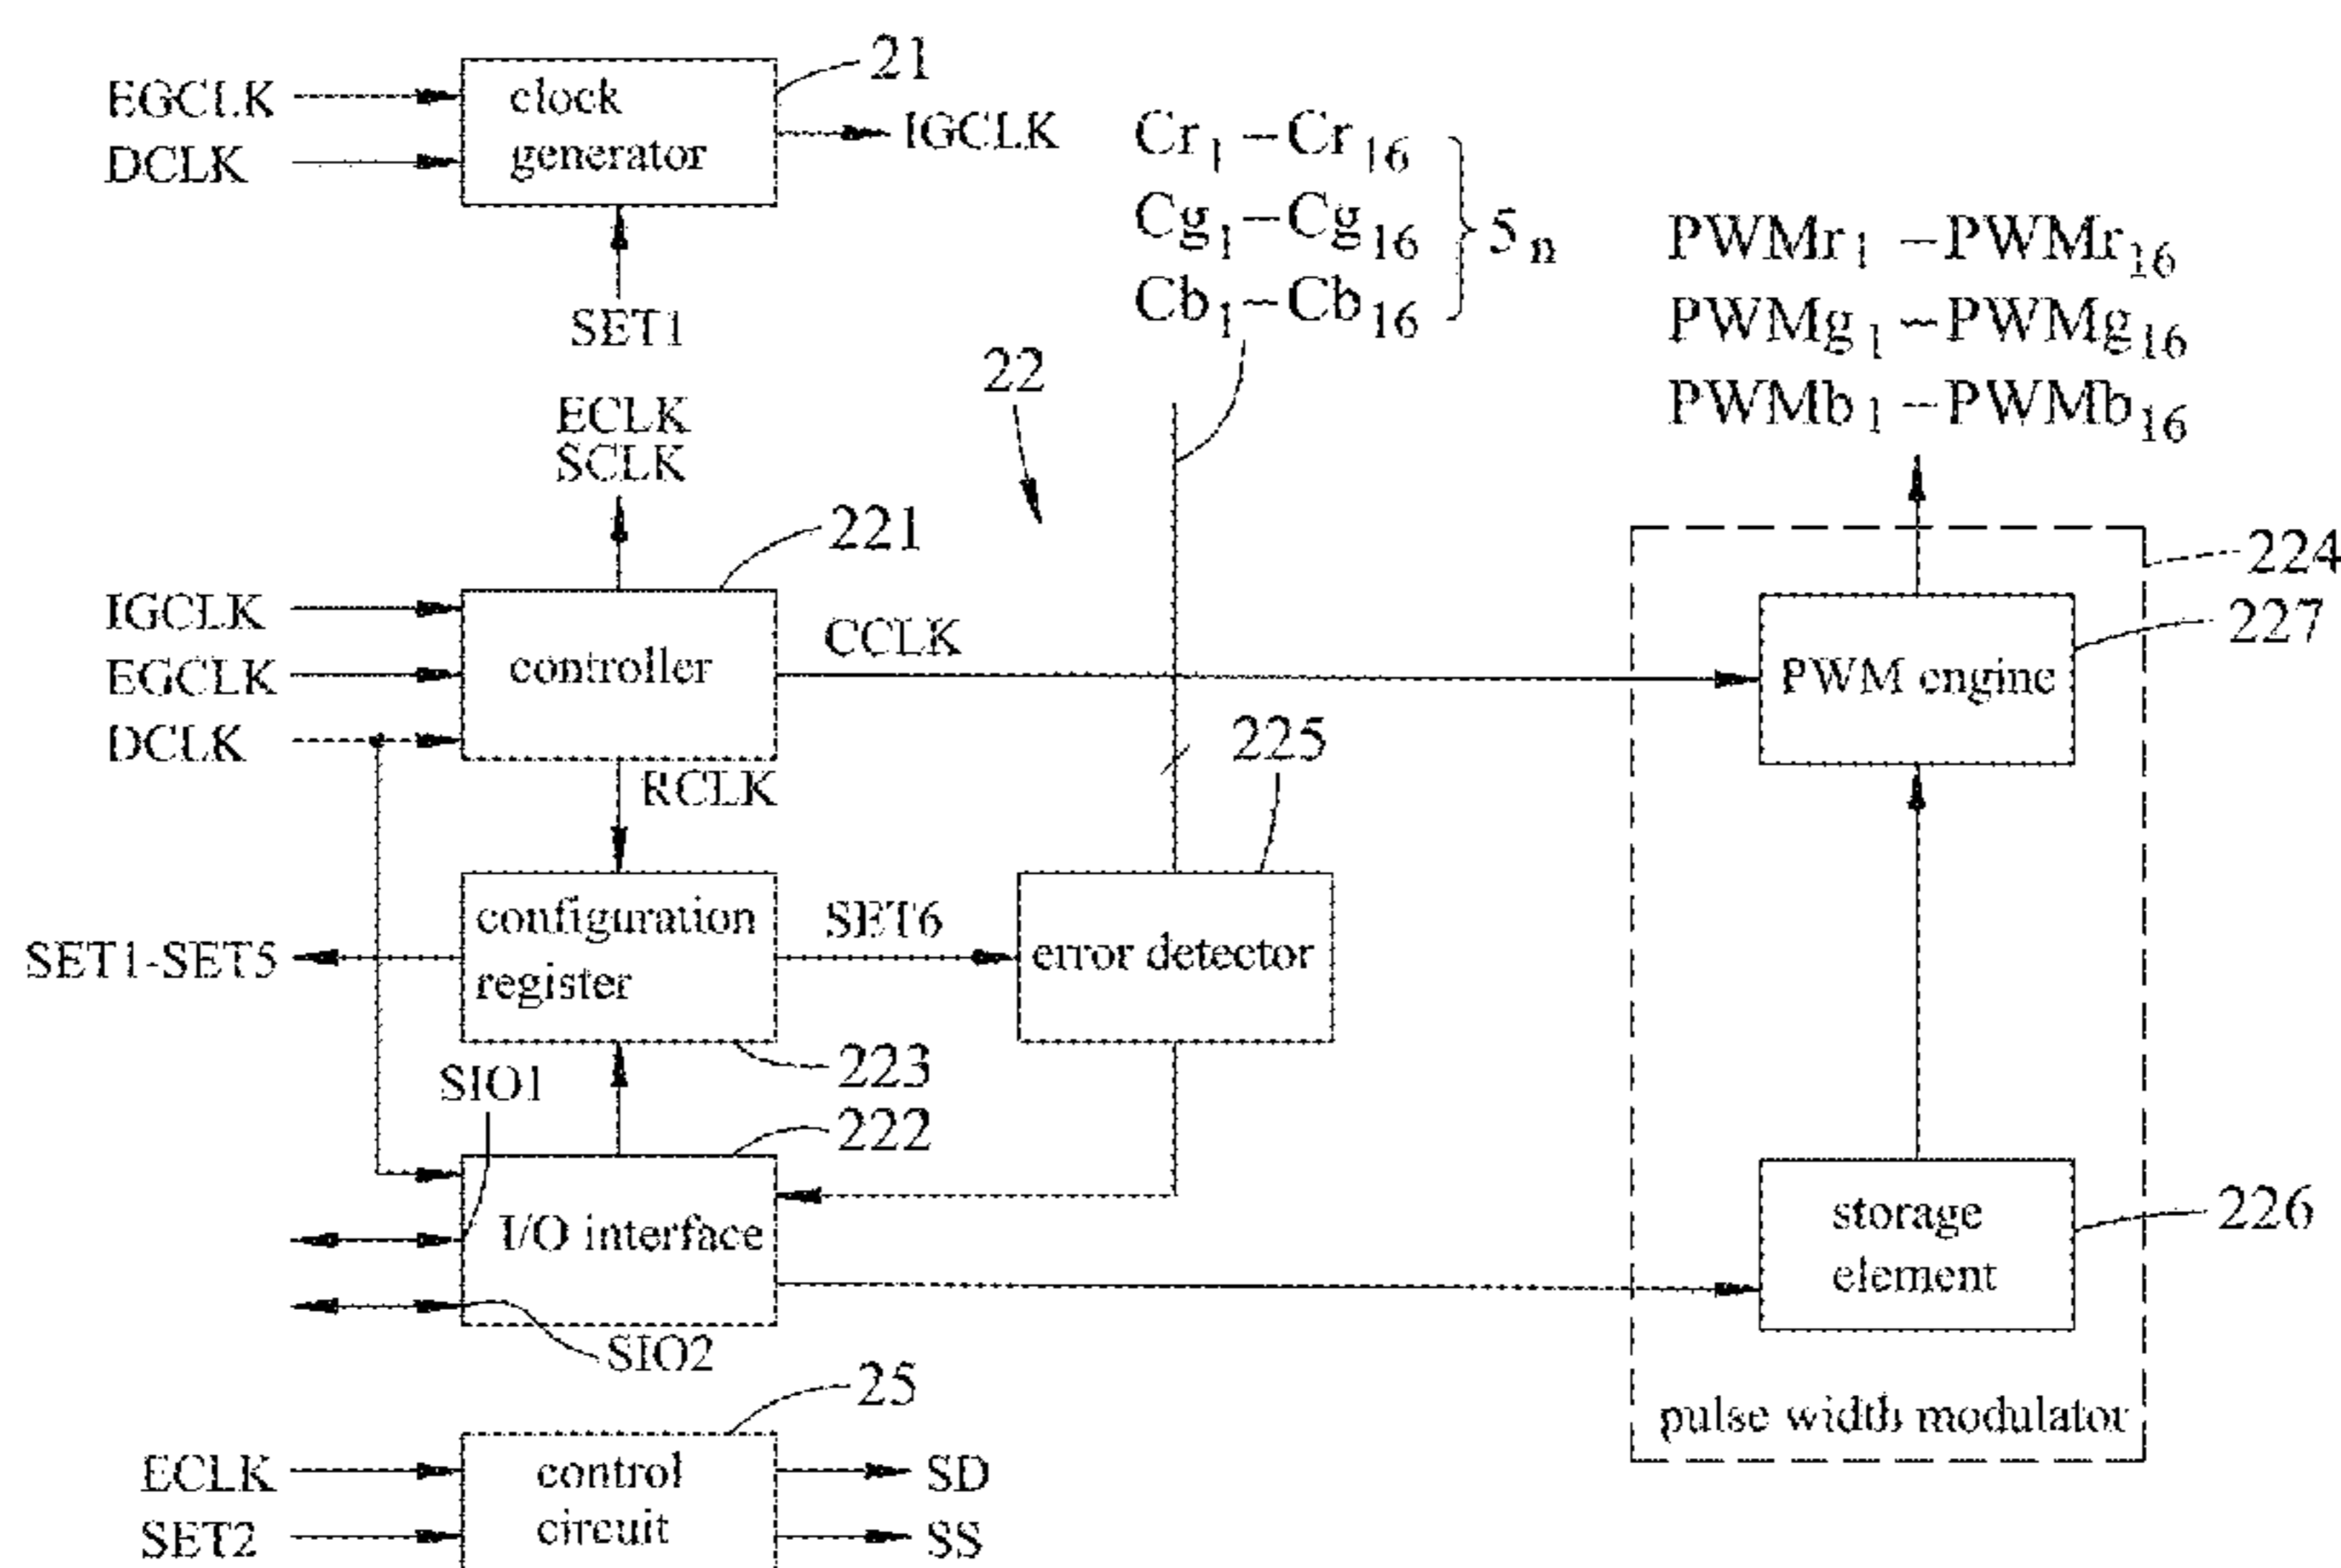 EGCLK
DCLK
clock
generator
21
IGCLK
SET1
Cr1 – Cr16
Cg1 – Cg16
Cb1 – Cb16
5n
PWMr1 – PWMr16
PWMg1 – PWMg16
PWMb1 – PWMb16
22
ECLK
SCLK
221
IGCLK
EGCLK
DCLK
controller
CCLK
RCLK
224
PWM engine
227
225
SET1-SET5
configuration
register
SET6
error detector
223
SIO1
222
I/O interface
SIO2
storage
element
226
pulse width modulator
25
ECLK
SET2
control
circuit
SD
SS